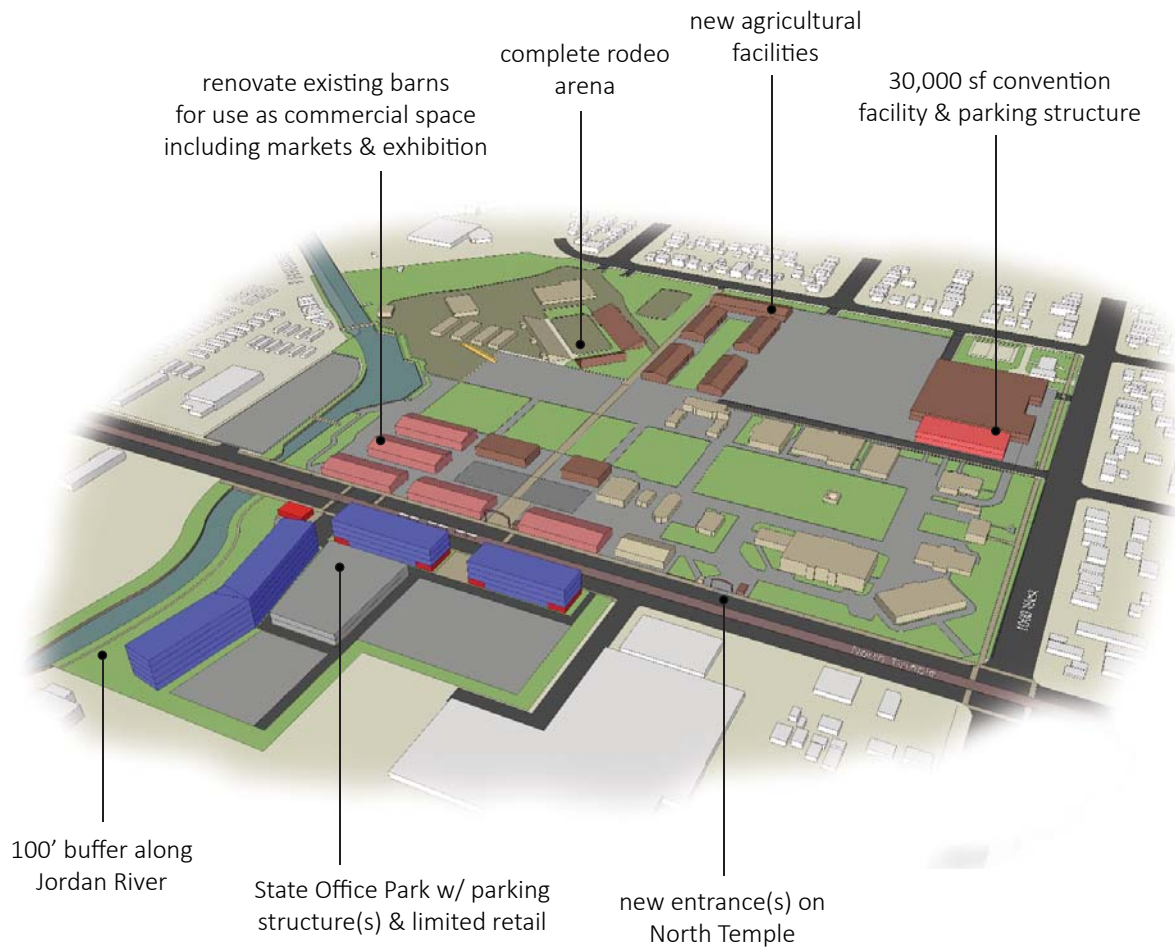 new agricultural
facilities
complete rodeo
arena
renovate existing barns
for use as commercial space
including markets & exhibition
30,000 sf convention
facility & parking structure
North Temple
100’ buffer along
Jordan River
State Office Park w/ parking
structure(s) & limited retail
new entrance(s) on
North Temple